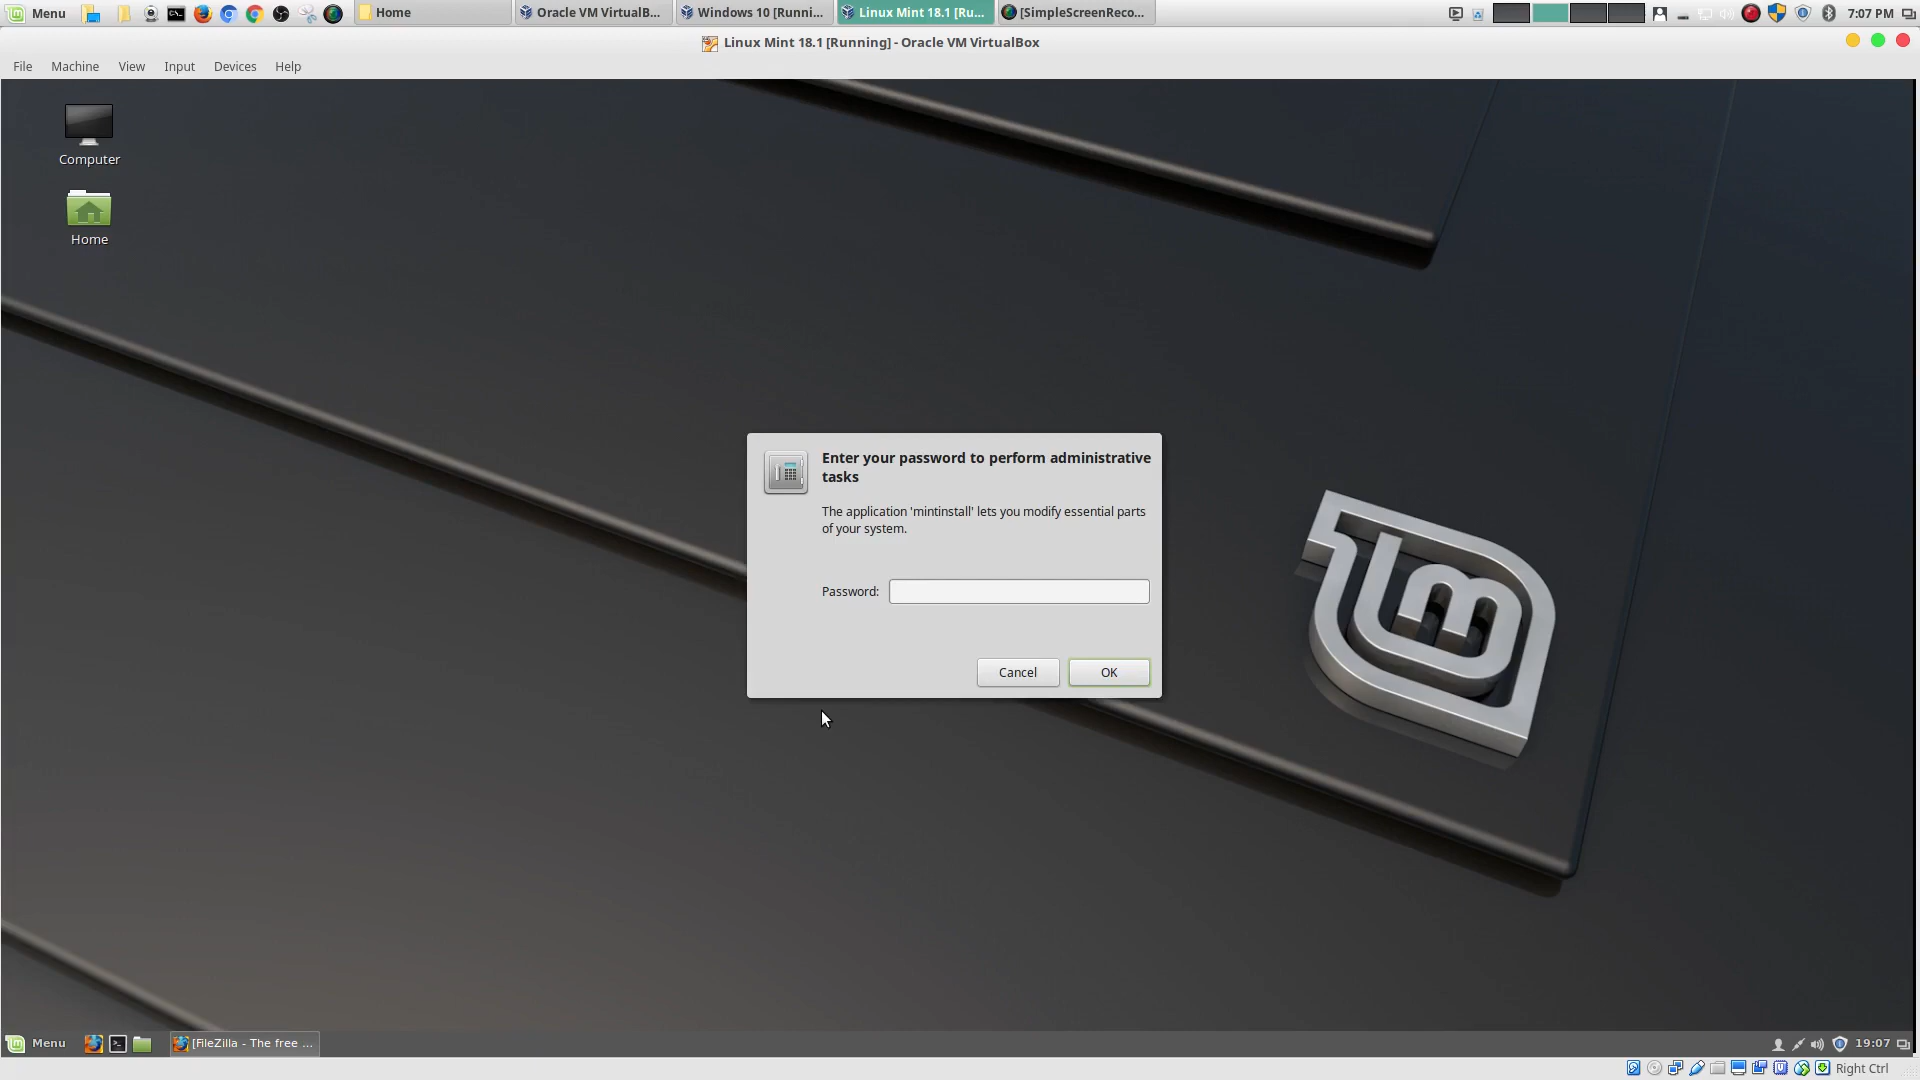 Menu
Home
Oracle VM VirtualB...
Windows 10 [Runni...
Linux Mint 18.1 [Ru...
[SimpleScreenReco...
7:07 PM
Linux Mint 18.1 [Running] - Oracle VM VirtualBox
File Machine View Input Devices Help
Computer
Home
Enter your password to perform administrative
tasks
The application 'mintinstall' lets you modify essential parts
of your system.
Password:
Cancel OK
Menu
[FileZilla - The free ...
19:07
Right Ctrl